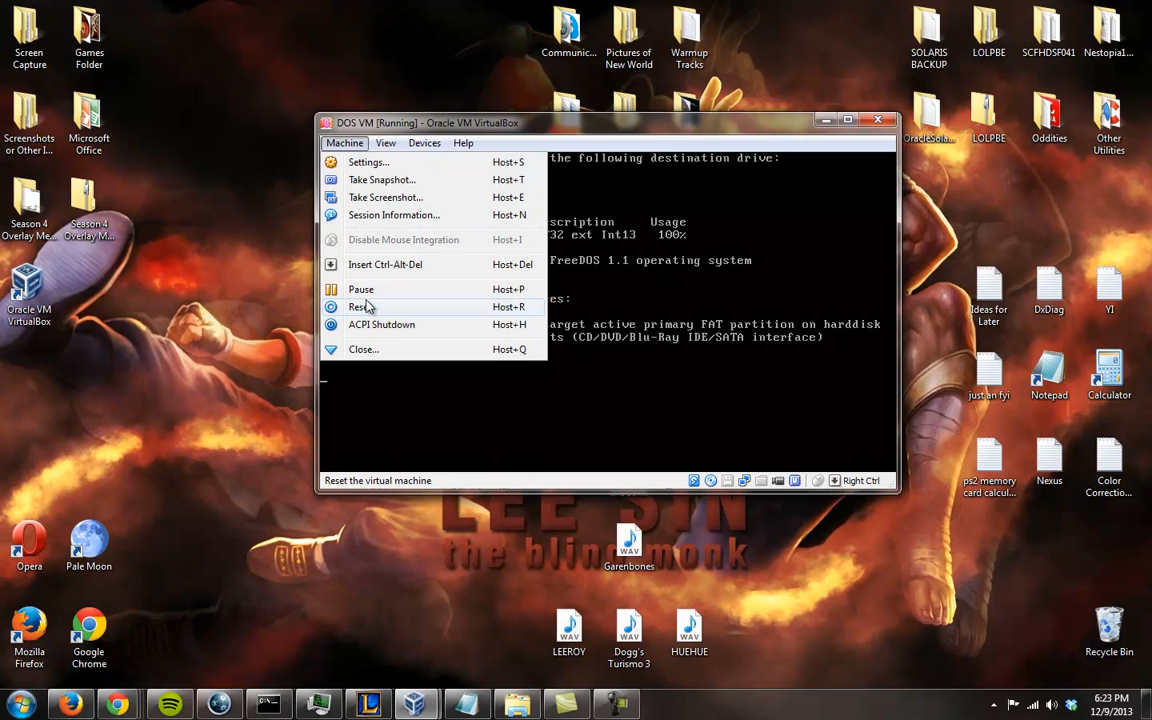 Screen
Capture
Games
Folder
Communic...
Pictures of
New World
Warmup
Tracks
SOLARIS
BACKUP
LOLPBE
SCFHDSF041
Nestopia1...
Screenshots
or Other I...
Microsoft
Office
OracleSola...
LOLPBE
Oddities
Other
Utilities
Season 4
Overlay Me...
Season 4
Overlay M...
Oracle VM
VirtualBox
DOS VM [Running] - Oracle VM VirtualBox
Machine View Devices Help
Settings... Host+S
Take Snapshot... Host+T
Take Screenshot... Host+E
Session Information... Host+N
Disable Mouse Integration Host+I
Insert Ctrl-Alt-Del Host+Del
Pause Host+P
Host+R
ACPI Shutdown Host+H
Close... Host+Q
the following destination drive:
scription Usage
32 ext Int13 100%
FreeDOS 1.1 operating system
es:
arget active primary FAT partition on harddisk
ts (CD/DVD/Blu-Ray IDE/SATA interface)
Reset the virtual machine
Right Ctrl
Ideas for
Later
DxDiag
YI
just an fyi
Notepad
Calculator
ps2 memory
card calcul...
Nexus
Color
Correctio...
LEE SIN
the blind monk
Garenbones
Opera
Pale Moon
Mozilla
Firefox
Google
Chrome
WAV
LEEROY
WAV
Dogg's
Turismo 3
WAV
HUEHUE
WAV
Recycle Bin
6:23 PM
12/9/2013